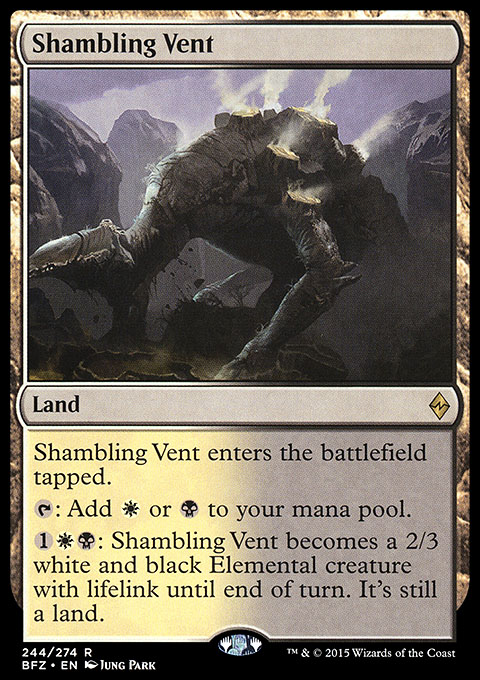 Shambling Vent
Land
Shambling Vent enters the battlefield
tapped.
: Add or to your mana pool.
1 : Shambling Vent becomes a 2/3
white and black Elemental creature
with lifelink until end of turn. It's still
a land.
244/274 R
BFZ • EN Jung Park
™ & © 2015 Wizards of the Coast